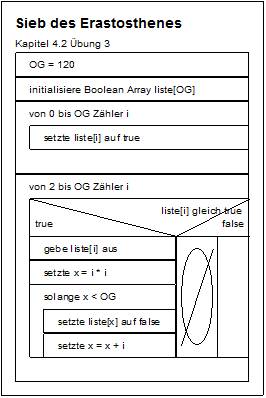 Sieb des Erastosthenes
Kapitel 4.2 Übung 3
OG = 120
initialisiere Boolean Array liste[OG]
von 0 bis OG Zähler i
setzte liste[i] auf true
von 2 bis OG Zähler i
liste[i] gleich true
true
false
gebe liste[i] aus
setzte x = i * i
solange x < OG
setzte liste[x] auf false
setzte x = x + i